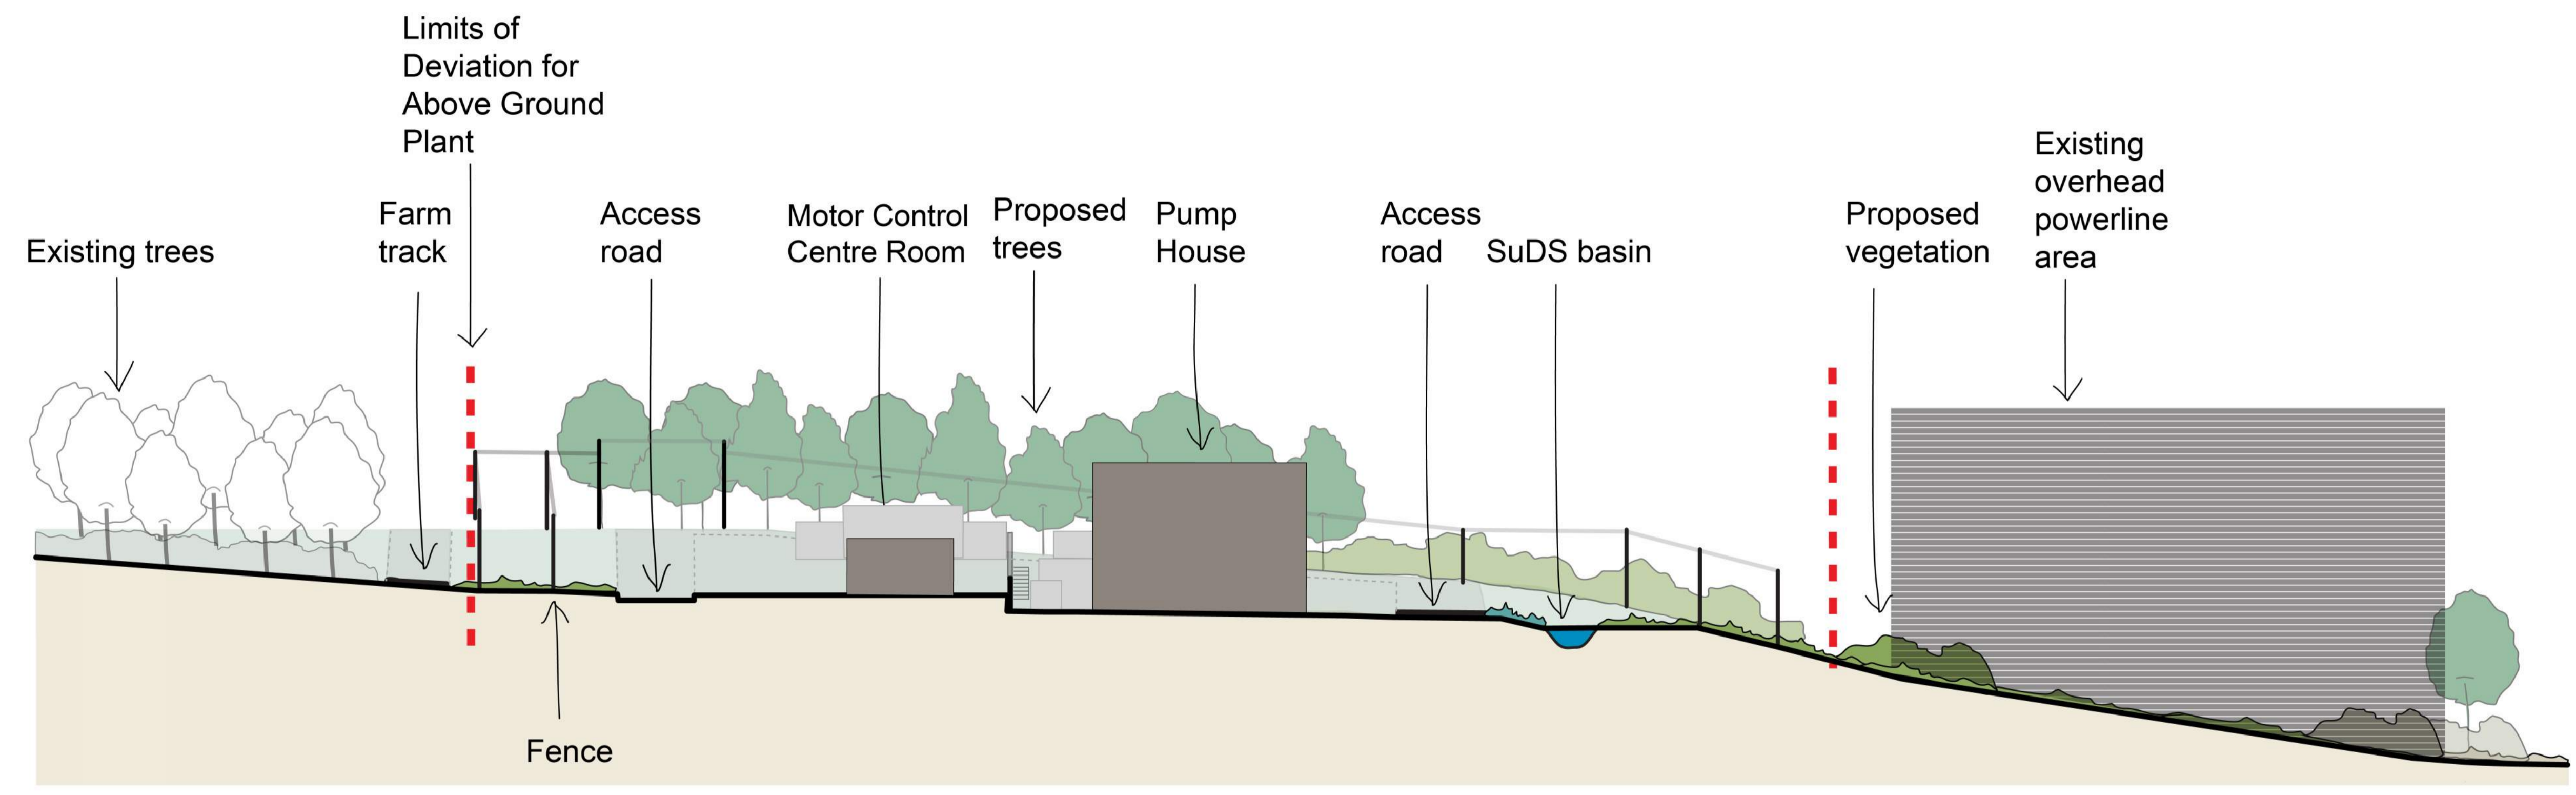 Limits of
Deviation for
Above Ground
Plant
Existing trees
Farm
track
Access
road
Motor Control
Centre Room
Proposed
trees
Pump
House
Access
road
SuDS basin
Proposed
vegetation
Existing
overhead
powerline
area
Fence